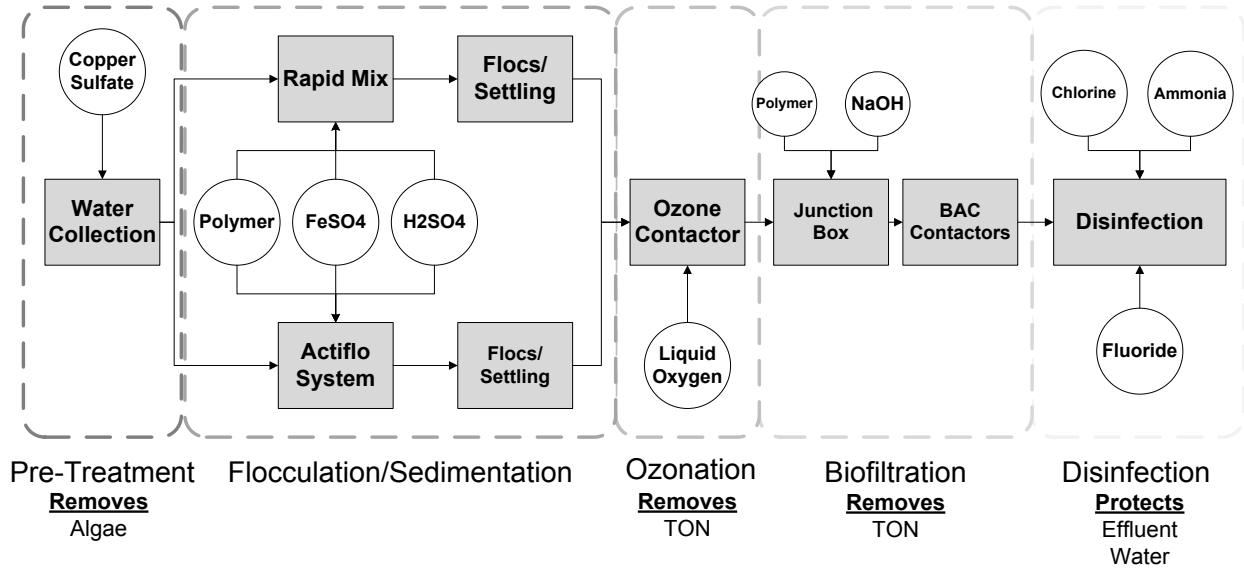 Copper
Sulfate
Water
Collection
Rapid Mix
Flocs/
Settling
Polymer
FeSO4
H2SO4
Actiflo
System
Flocs/
Settling
Ozone
Contactor
Liquid
Oxygen
Polymer
NaOH
Junction
Box
BAC
Contactors
Chlorine
Ammonia
Disinfection
Fluoride
Pre-Treatment
Removes
Algae
Flocculation/Sedimentation
Ozonation
Removes
TON
Biofiltration
Removes
TON
Disinfection
Protects
Effluent
Water